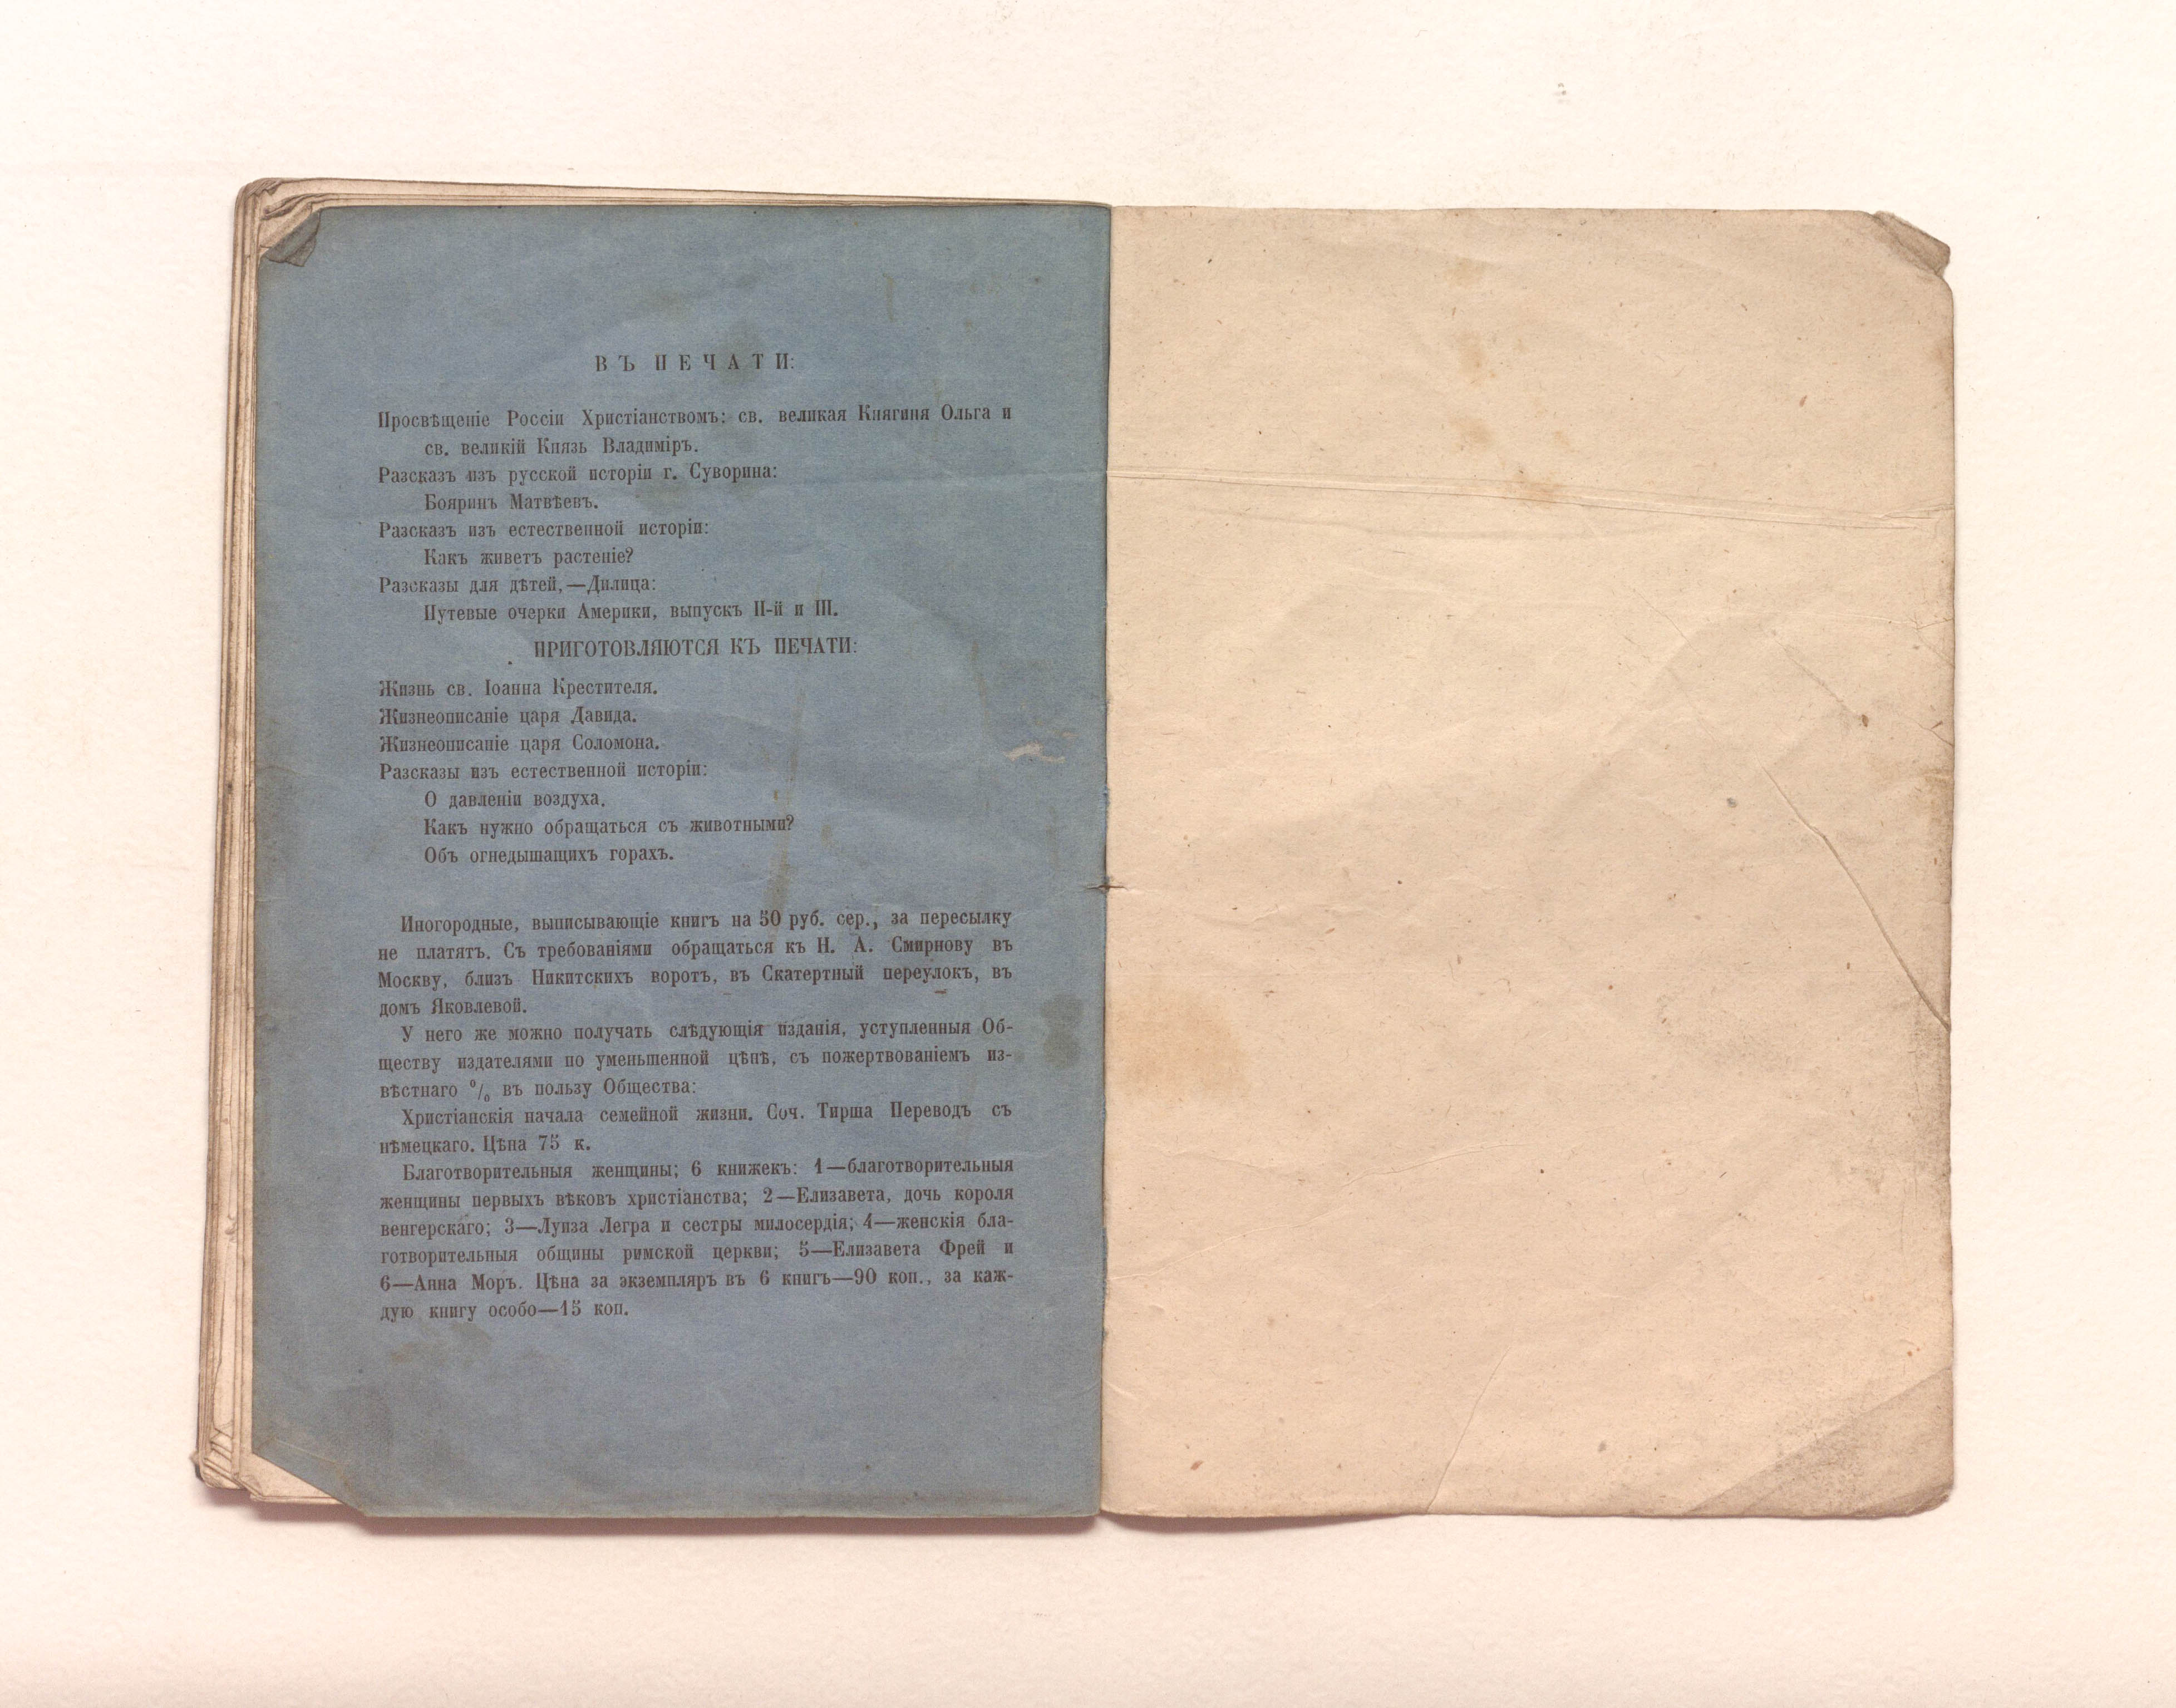 ВЪ ПЕЧАТИ:
Просвѣщеніе Россіи Христіанствомъ: св. великая Княгиня Ольга и
св. великій Князь Владиміръ.
Разсказъ изъ русской исторіи г. Суворина:
Бояринъ Матвѣевъ.
Разсказъ изъ естественной исторіи:
Какъ живетъ растеніе?
Разсказы для дѣтей,—Дилица:
Путевые очерки Америки, выпускъ II-й и III.
ПРИГОТОВЛЯЮТСЯ КЪ ПЕЧАТИ:
Жизнь св. Іоанна Крестителя.
Жизнеописаніе царя Давида.
Жизнеописаніе царя Соломона.
Разсказы изъ естественной исторіи:
О давленіи воздуха.
Какъ нужно обращаться съ животными?
Объ огнедышащихъ горахъ.
Иногородные, выписывающіе книгъ на 50 руб. сер., за пересылку
не платятъ. Съ требованіями обращаться къ Н. А. Смирнову въ
Москву, близъ Никитскихъ воротъ, въ Скатертный переулокъ, въ
домъ Яковлевой.
У него же можно получать слѣдующія изданія, уступленныя Об-
ществу издателями по уменьшенной цѣнѣ, съ пожертвованіемъ из-
вѣстнаго % въ пользу Общества:
Христіанскія начала семейной жизни. Соч. Тирша Переводъ съ
нѣмецкаго. Цѣна 75 к.
Благотворительныя женщины; 6 книжекъ: 1—благотворительныя
женщины первыхъ вѣковъ христіанства; 2—Елизавета, дочь короля
венгерскаго; 3—Луиза Легра и сестры милосердія; 4—женскія бла-
готворительныя общины римской церкви; 5—Елизавета Фрей и
6—Анна Моръ. Цѣна за экземпляръ въ 6 книгъ—90 коп., за каж-
дую книгу особо—15 коп.